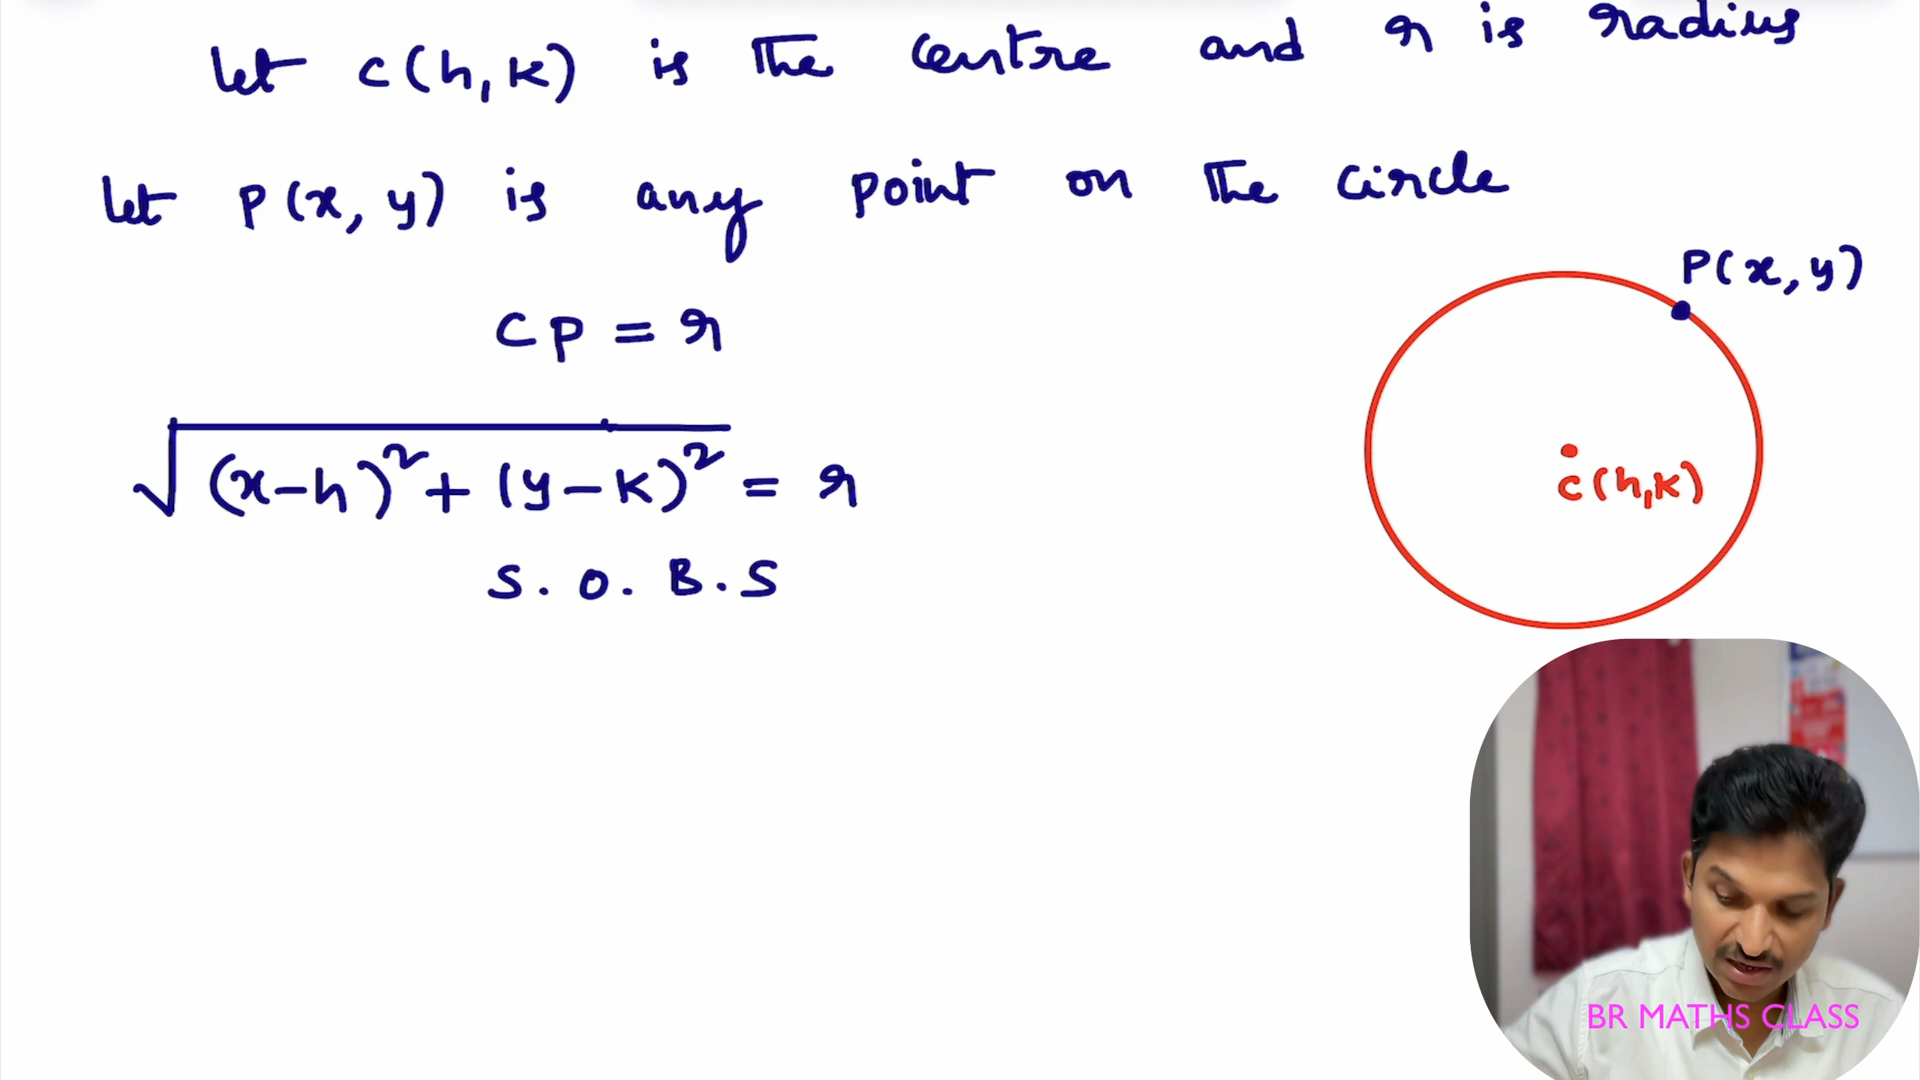 Let C(h,k) is the centre and r is radius
Let P(x,y) is any point on the circle
P(x,y)
CP = r
√(x-h)²+(y-k)² = r
C(h,k)
S.O.B.S
BR MATHS CLASS